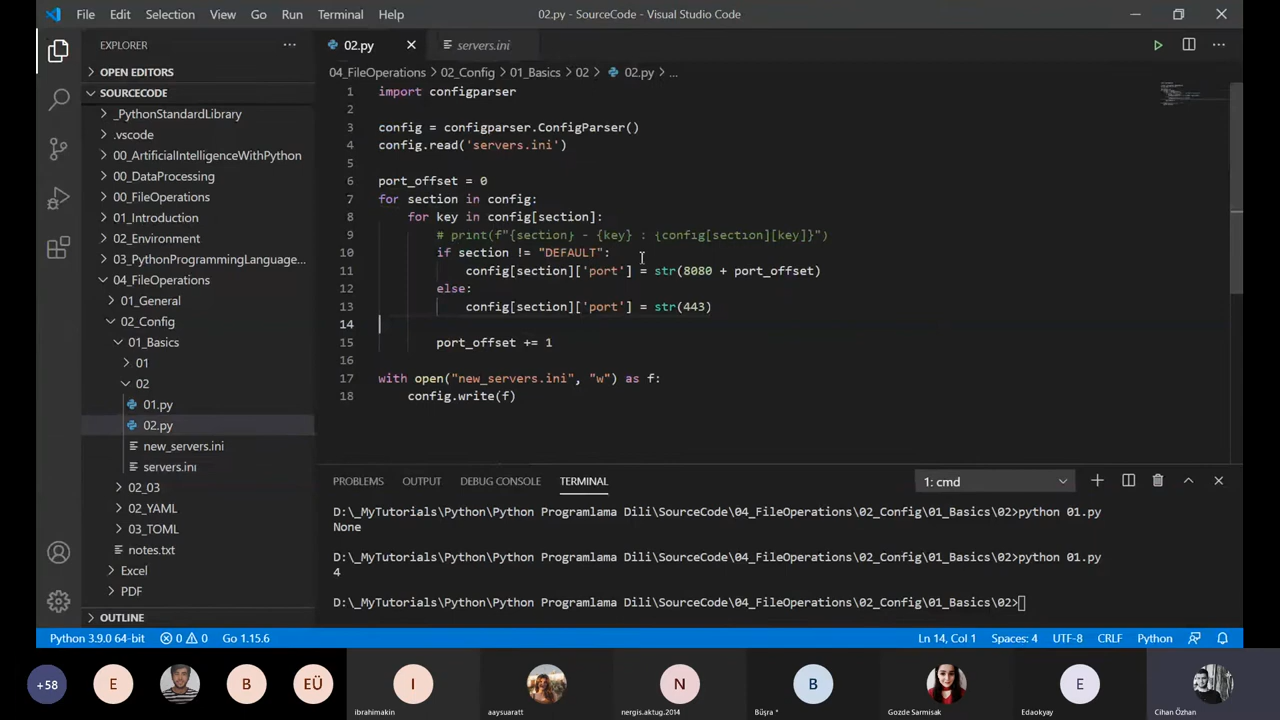 File Edit Selection View Go Run Terminal Help 02.py - SourceCode - Visual Studio Code
EXPLORER
OPEN EDITORS
SOURCECODE
_PythonStandardLibrary
.vscode
00_ArtificialIntelligenceWithPython
00_DataProcessing
00_FileOperations
01_Introduction
02_Environment
03_PythonProgrammingLanguage...
04_FileOperations
01_General
02_Config
01_Basics
01
02
01.py
02.py
new_servers.ini
servers.ini
02_03
02_YAML
03_TOML
notes.txt
Excel
PDF
OUTLINE
02.py servers.ini
04_FileOperations > 02_Config > 01_Basics > 02 > 02.py > ...
1 import configparser
2
3 config = configparser.ConfigParser()
4 config.read('servers.ini')
5
6 port_offset = 0
7 for section in config:
8 for key in config[section]:
9 # print(f"{section} - {key} : {config[section][key]}")
10 if section != "DEFAULT":
11 config[section]['port'] = str(8080 + port_offset)
12 else:
13 config[section]['port'] = str(443)
14
15 port_offset += 1
16
17 with open("new_servers.ini", "w") as f:
18 config.write(f)
PROBLEMS OUTPUT DEBUG CONSOLE TERMINAL 1: cmd
D:\_MyTutorials\Python\Python Programlama Dili\SourceCode\04_FileOperations\02_Config\01_Basics\02>python 01.py
None
D:\_MyTutorials\Python\Python Programlama Dili\SourceCode\04_FileOperations\02_Config\01_Basics\02>python 01.py
4
D:\_MyTutorials\Python\Python Programlama Dili\SourceCode\04_FileOperations\02_Config\01_Basics\02>
Python 3.9.0 64-bit 0 0 Go 1.15.6 Ln 14, Col 1 Spaces: 4 UTF-8 CRLF Python
+58 E B EÜ I N B E
ibrahimakin aaysuaratt nergis.aktug.2014 Büşra * Gozde Sarmisak Edaokyay Cihan Özhan